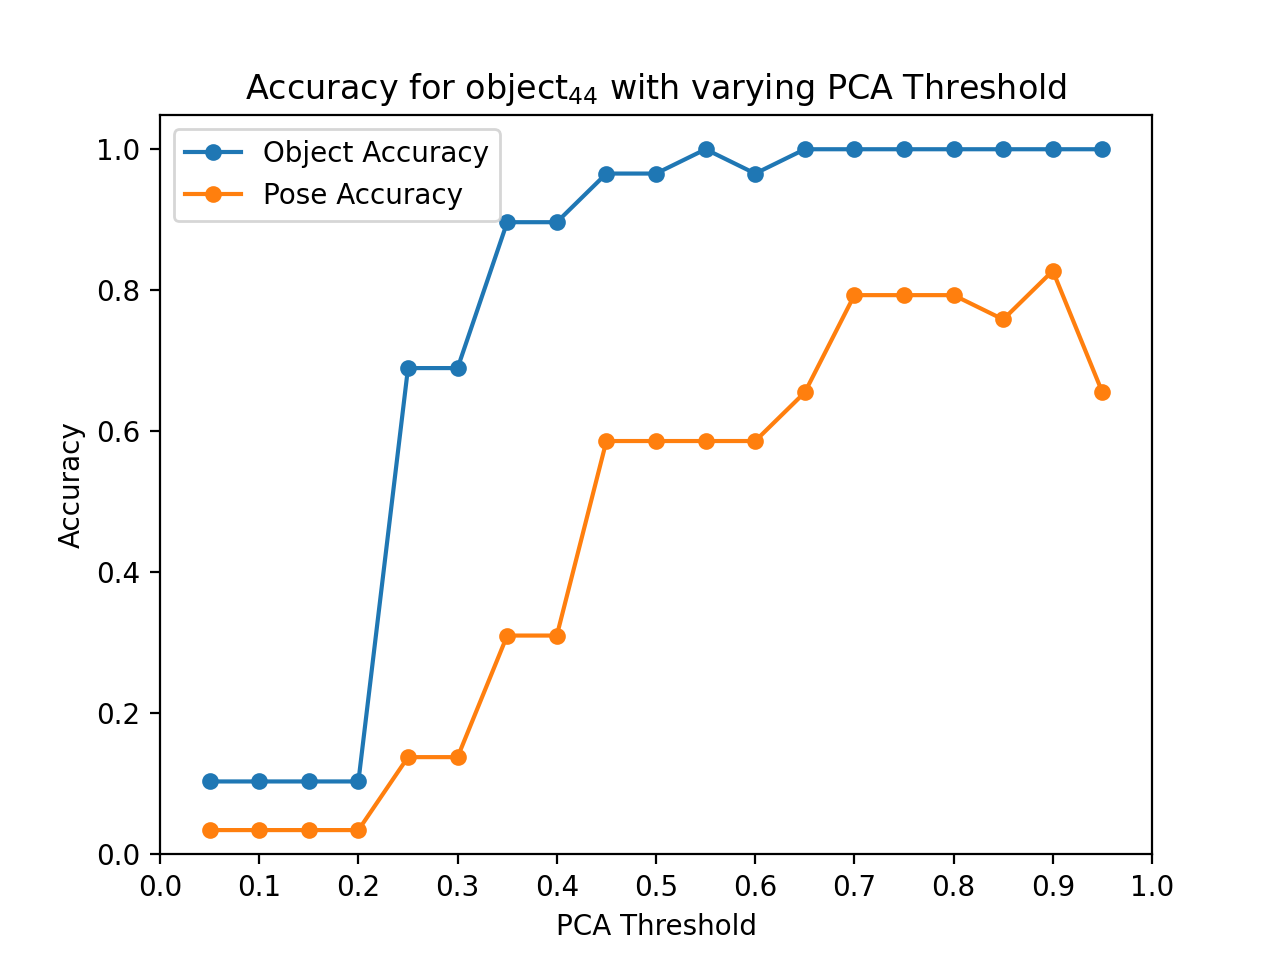 Accuracy for object₄₄ with varying PCA Threshold
Object Accuracy
Pose Accuracy
Accuracy
1.0
0.8
0.6
0.4
0.2
0.0
0.0 0.1 0.2 0.3 0.4 0.5 0.6 0.7 0.8 0.9 1.0
PCA Threshold